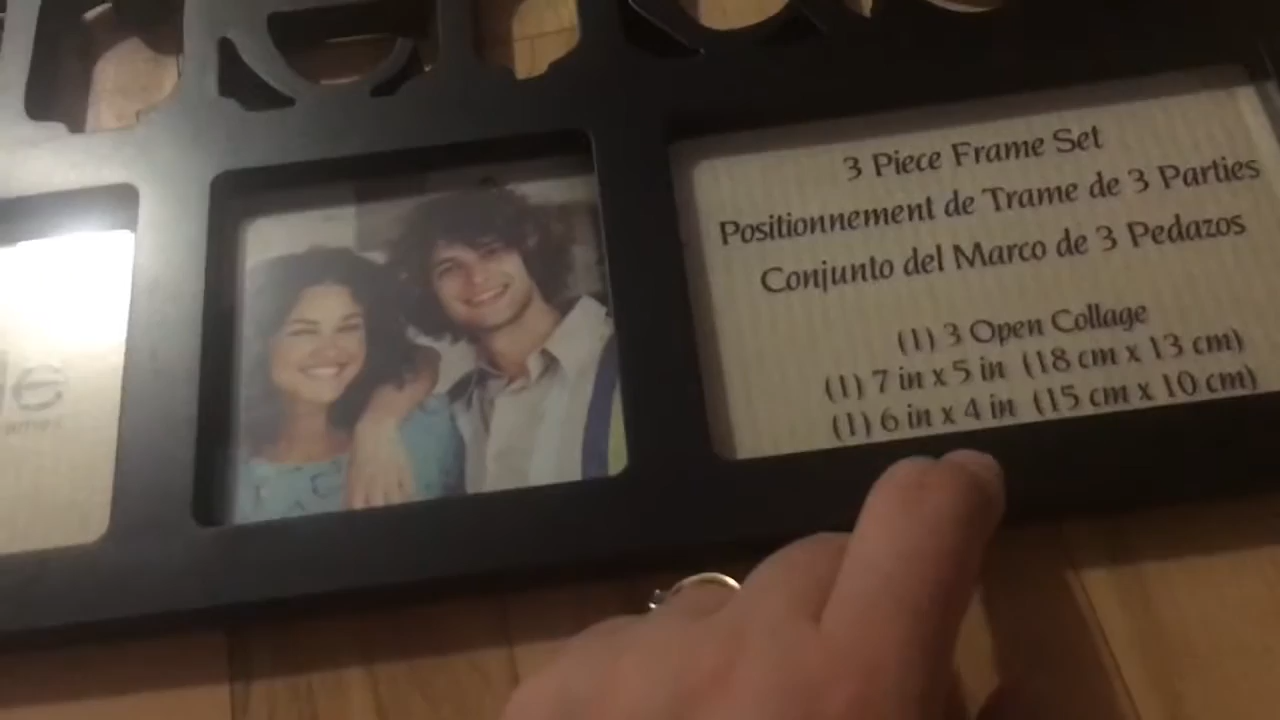 3 Piece Frame Set
Positionnement de Trame de 3 Parties
Conjunto del Marco de 3 Pedazos
(1) 3 Open Collage
(1) 7 in x 5 in (18 cm x 13 cm)
(1) 6 in x 4 in (15 cm x 10 cm)